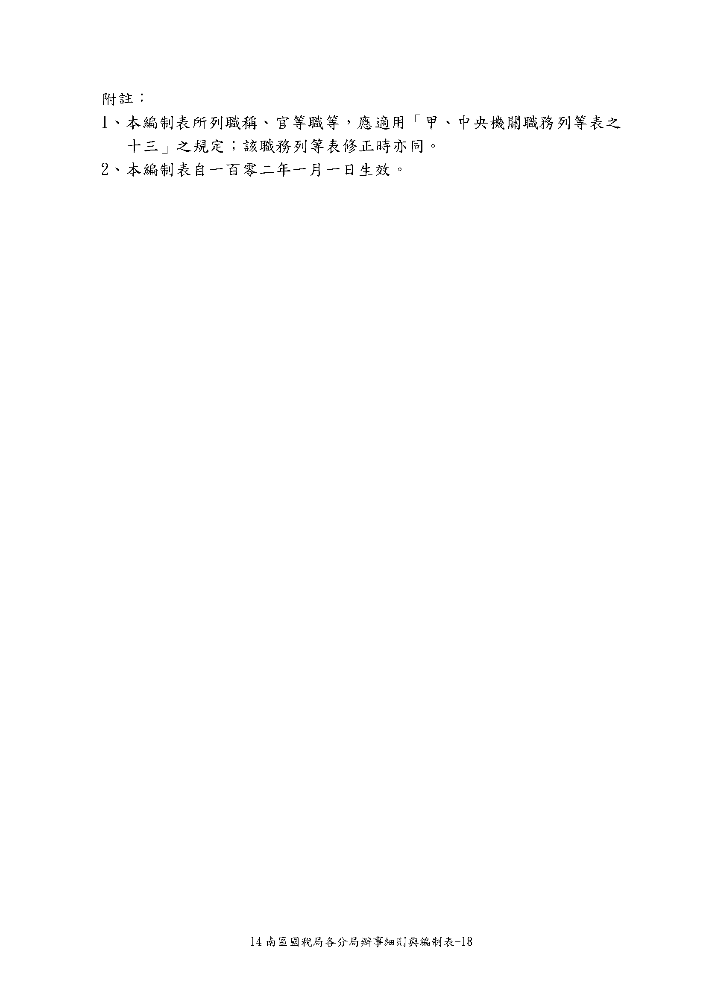 附註：
1、本編制表所列職稱、官等職等，應適用「甲、中央機關職務列等表之
十三」之規定；該職務列等表修正時亦同。
2、本編制表自一百零二年一月一日生效。
14 南區國稅局各分局辦事細則與編制表-18